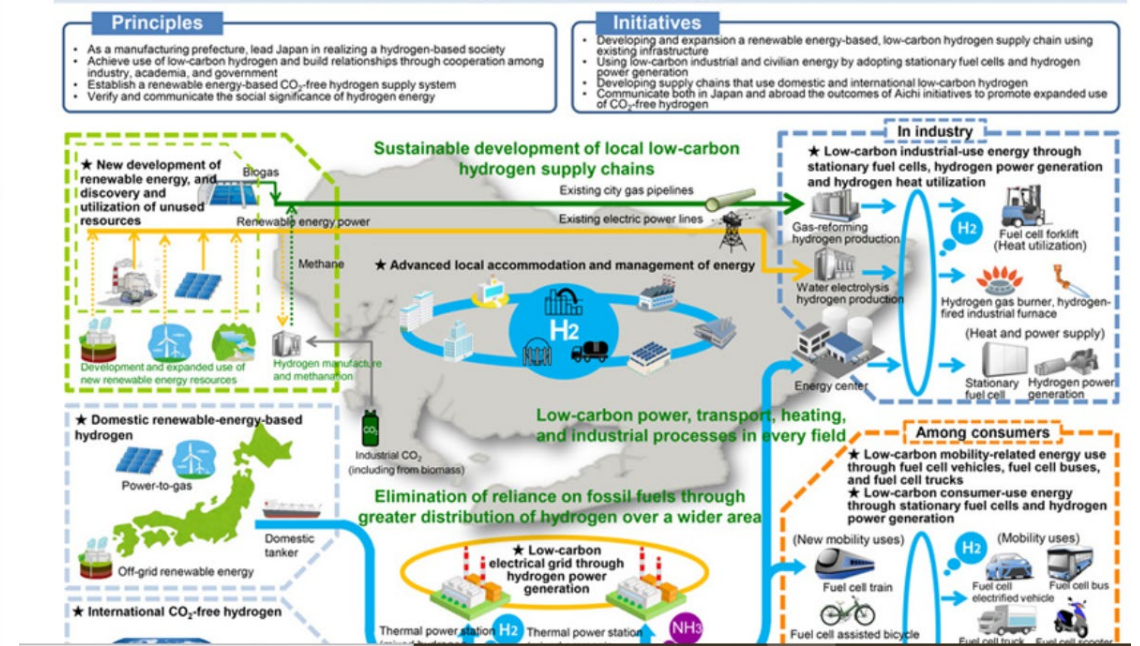 Principles
• As a manufacturing prefecture, lead Japan in realizing a hydrogen-based society
• Achieve use of low-carbon hydrogen and build relationships through cooperation among
industry, academia, and government
• Establish a renewable energy-based CO₂-free hydrogen supply system
• Verify and communicate the social significance of hydrogen energy
Initiatives
• Developing and expansion a renewable energy-based, low-carbon hydrogen supply chain using
existing infrastructure
• Using low-carbon industrial and civilian energy by adopting stationary fuel cells and hydrogen
power generation
• Developing supply chains that use domestic and international low-carbon hydrogen
• Communicate both in Japan and abroad the outcomes of Aichi initiatives to promote expanded use
of CO₂-free hydrogen
★ New development of
renewable energy, and
discovery and
utilization of unused
resources
Biogas
Renewable energy power
Methane
Development and expanded use of
new renewable energy resources
Hydrogen manufacture
and methanation
Sustainable development of local low-carbon
hydrogen supply chains
Existing city gas pipelines
Existing electric power lines
★ Advanced local accommodation and management of energy
H2
CO₂
Industrial CO₂
(including from biomass)
Low-carbon power, transport, heating,
and industrial processes in every field
Elimination of reliance on fossil fuels through
greater distribution of hydrogen over a wider area
In industry
★ Low-carbon industrial-use energy through
stationary fuel cells, hydrogen power generation
and hydrogen heat utilization
Gas-reforming
hydrogen production
Water electrolysis
hydrogen production
Energy center
H2
Fuel cell forklift
(Heat utilization)
Hydrogen gas burner, hydrogen-
fired industrial furnace
(Heat and power supply)
Stationary
fuel cell
Hydrogen power
generation
★ Domestic renewable-energy-based
hydrogen
Power-to-gas
Off-grid renewable energy
Domestic
tanker
★ International CO₂-free hydrogen
★ Low-carbon
electrical grid through
hydrogen power
generation
Thermal power station
H2
Thermal power station
NH3
Among consumers
★ Low-carbon mobility-related energy use
through fuel cell vehicles, fuel cell buses,
and fuel cell trucks
★ Low-carbon consumer-use energy
through stationary fuel cells and hydrogen
power generation
(New mobility uses)
Fuel cell train
Fuel cell assisted bicycle
H2
(Mobility uses)
Fuel cell
electrified vehicle
Fuel cell bus
Fuel cell truck
Fuel cell scooter